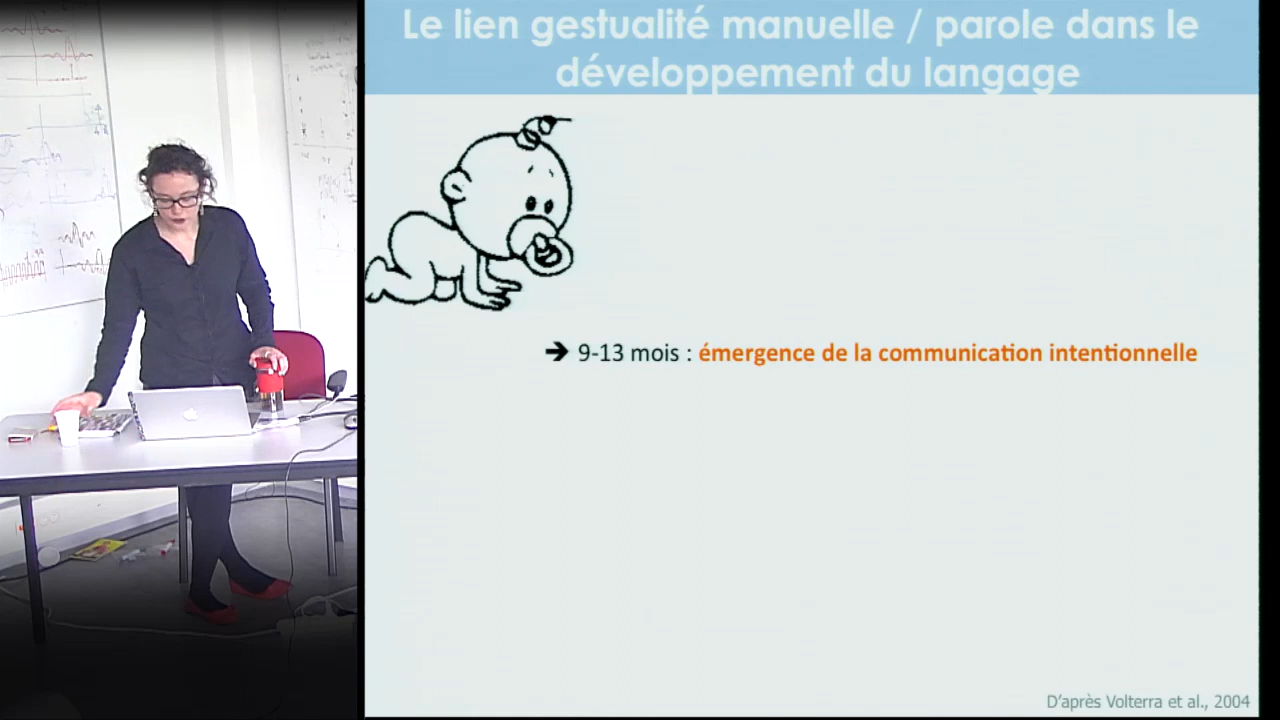 Le lien gestualité manuelle / parole dans le
développement du langage
➔ 9-13 mois : émergence de la communication intentionnelle
D'après Volterra et al., 2004